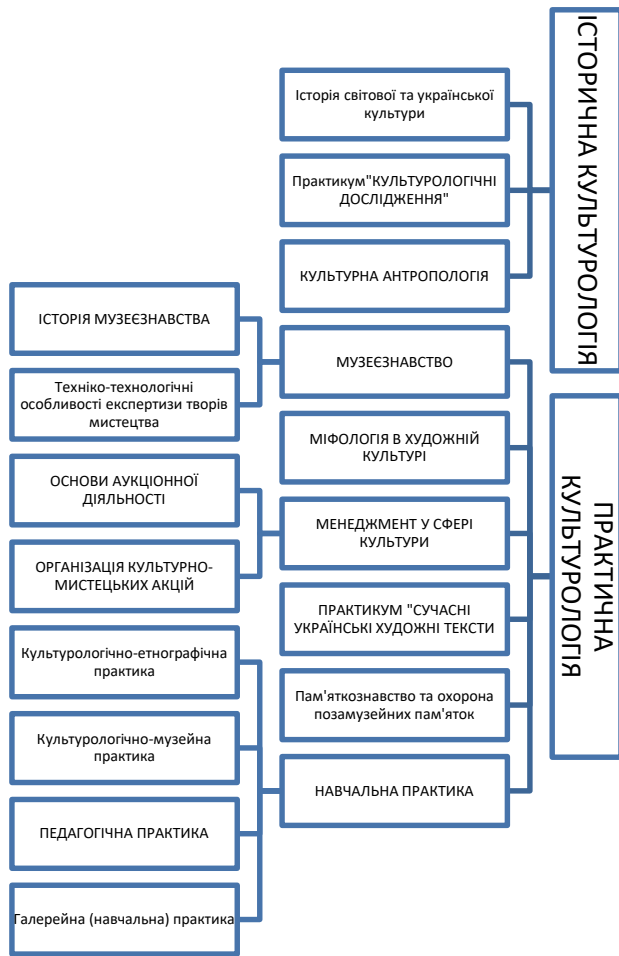 ІСТОРИЧНА КУЛЬТУРОЛОГІЯ
Історія світової та української
культури
Практикум"КУЛЬТУРОЛОГІЧНІ
ДОСЛІДЖЕННЯ"
КУЛЬТУРНА АНТРОПОЛОГІЯ
ПРАКТИЧНА
КУЛЬТУРОЛОГІЯ
МУЗЕЄЗНАВСТВО
ІСТОРІЯ МУЗЕЄЗНАВСТВА
Техніко-технологічні
особливості експертизи творів
мистецтва
МІФОЛОГІЯ В ХУДОЖНІЙ
КУЛЬТУРІ
МЕНЕДЖМЕНТ У СФЕРІ
КУЛЬТУРИ
ОСНОВИ АУКЦІОННОЇ
ДІЯЛЬНОСТІ
ОРГАНІЗАЦІЯ КУЛЬТУРНО-
МИСТЕЦЬКИХ АКЦІЙ
ПРАКТИКУМ "СУЧАСНІ
УКРАЇНСЬКІ ХУДОЖНІ ТЕКСТИ
Пам'яткознавство та охорона
позамузейних пам'яток
НАВЧАЛЬНА ПРАКТИКА
Культурологічно-етнографічна
практика
Культурологічно-музейна
практика
ПЕДАГОГІЧНА ПРАКТИКА
Галерейна (навчальна) практика